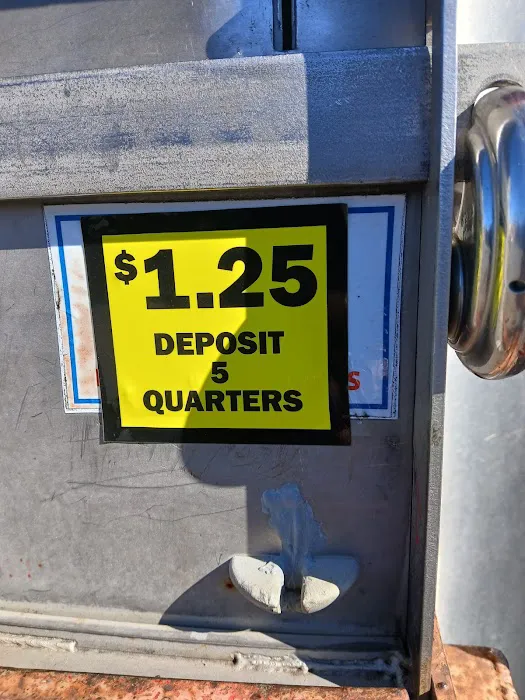 $1.25
DEPOSIT
5
QUARTERS
S